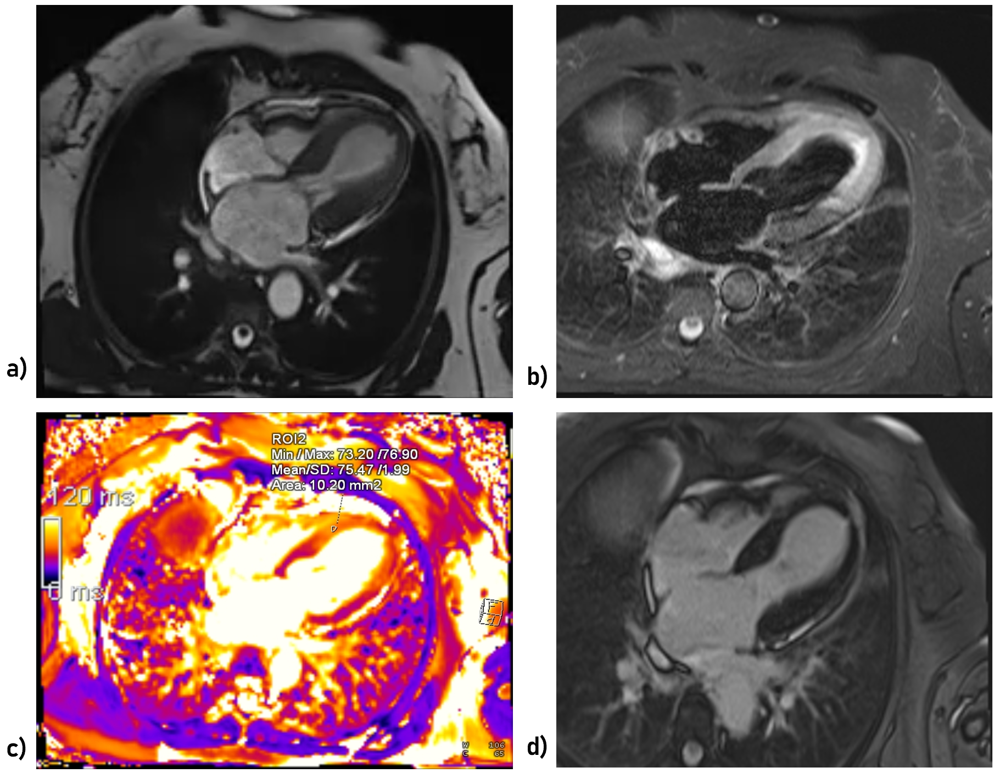 a)
b)
ROI2
Min / Max: 73.20 /76.90
Mean/SD: 75.47 /1.99
Area: 10.20 mm2
120 ms
0 ms
F
W 106
C 65
c)
d)